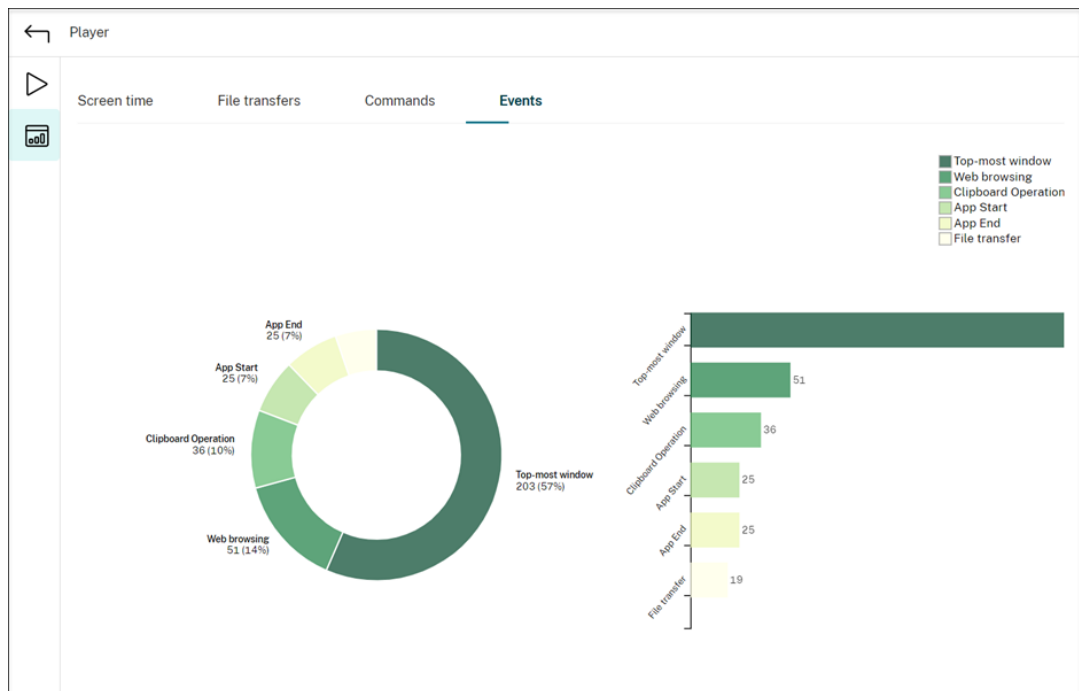 Player
Screen time
File transfers
Commands
Events
Top-most window
Web browsing
Clipboard Operation
App Start
App End
File transfer
App End
25 (7%)
App Start
25 (7%)
Clipboard Operation
36 (10%)
Web browsing
51 (14%)
Top-most window
203 (57%)
Top-most window
Web browsing
51
Clipboard Operation
36
App Start
25
App End
25
File transfer
19